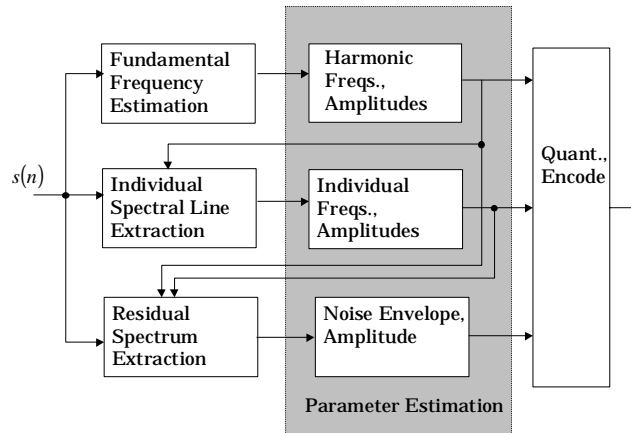 Fundamental
Frequency
Estimation
Harmonic
Freqs.,
Amplitudes
s(n)
Individual
Spectral Line
Extraction
Individual
Freqs.,
Amplitudes
Quant.,
Encode
Residual
Spectrum
Extraction
Noise Envelope,
Amplitude
Parameter Estimation